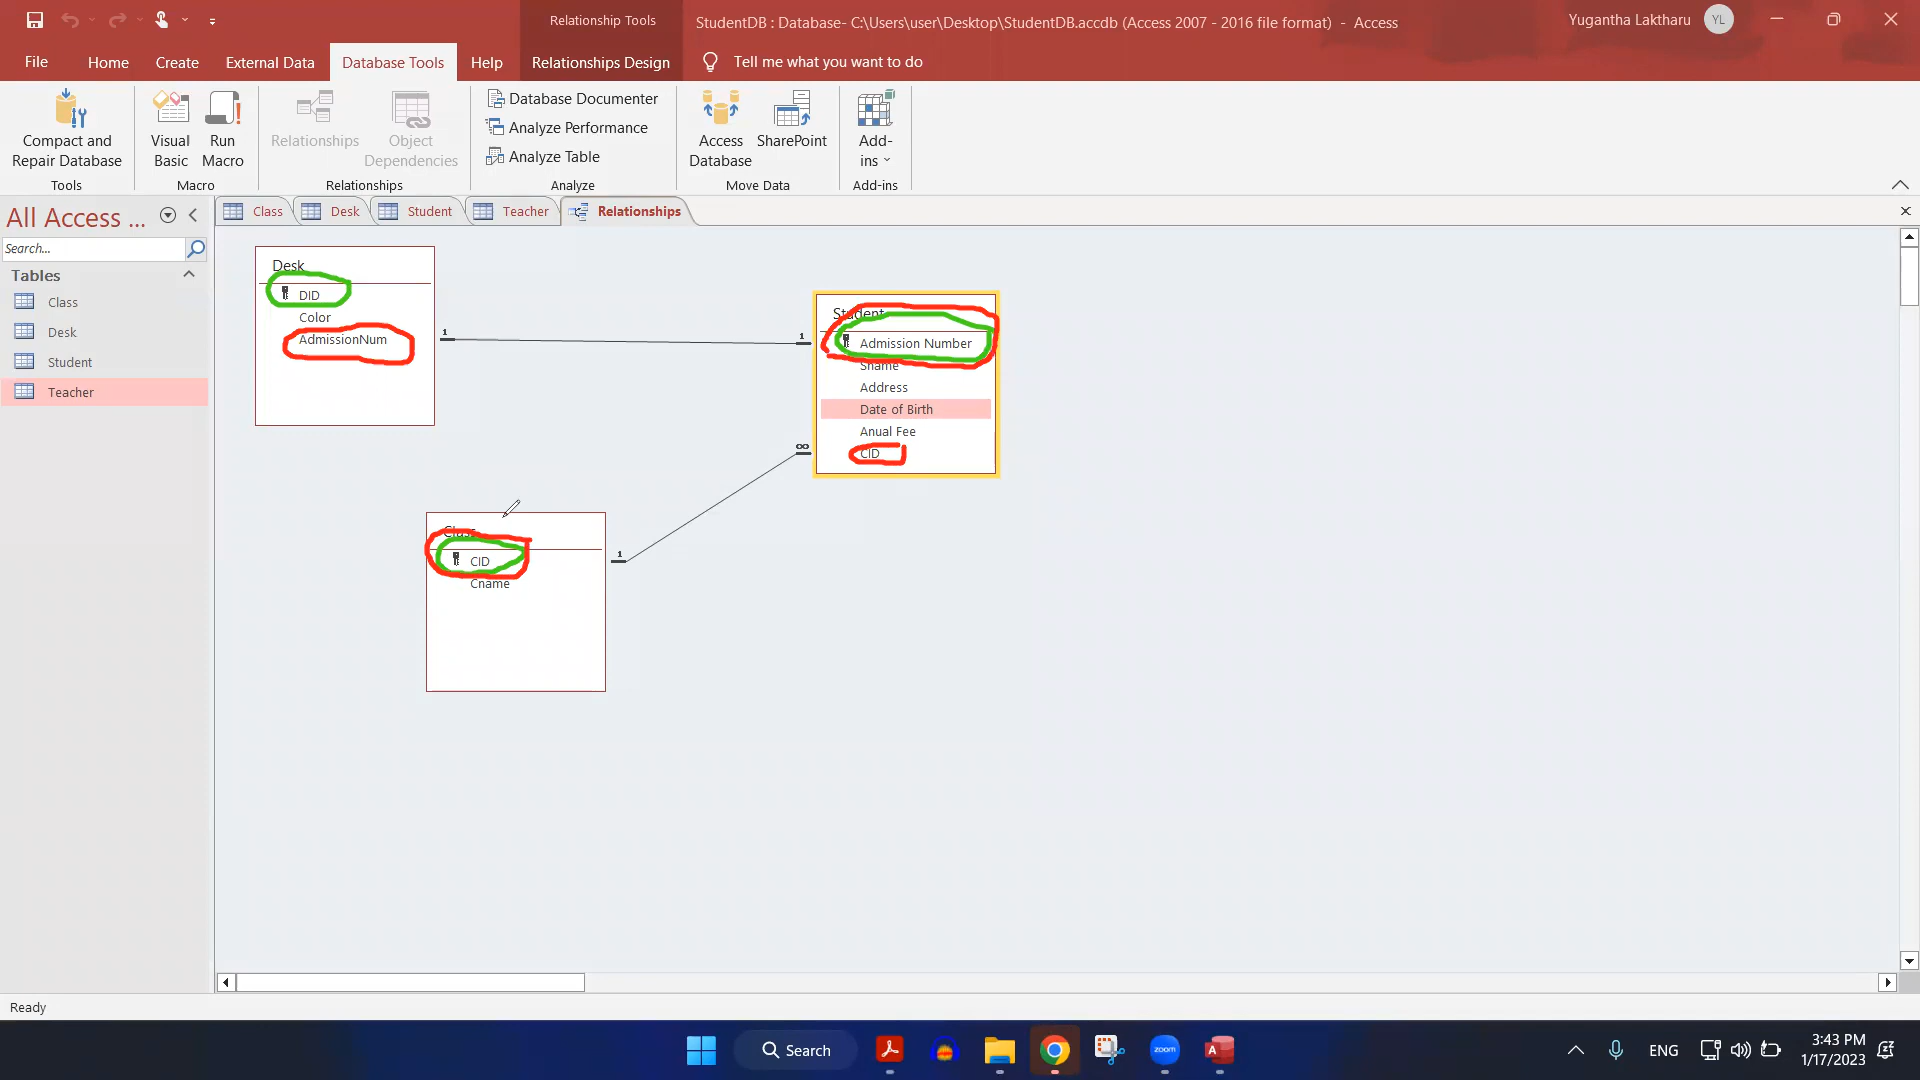 Relationship Tools
StudentDB : Database- C:\Users\user\Desktop\StudentDB.accdb (Access 2007 - 2016 file format) - Access
Yugantha Laktharu
YL
File
Home
Create
External Data
Database Tools
Help
Relationships Design
Tell me what you want to do
Compact and
Repair Database
Visual
Basic
Run
Macro
Relationships
Object
Dependencies
Database Documenter
Analyze Performance
Analyze Table
Access
Database
SharePoint
Add-
ins
Tools
Macro
Relationships
Analyze
Move Data
Add-ins
All Access ...
Search...
Tables
Class
Desk
Student
Teacher
Class
Desk
Student
Teacher
Relationships
Desk
DID
Color
AdmissionNum
1
1
Student
Admission Number
Sname
Address
Date of Birth
Anual Fee
CID
∞
1
Class
CID
Cname
Ready
Search
zoom
A
ENG
3:43 PM
1/17/2023